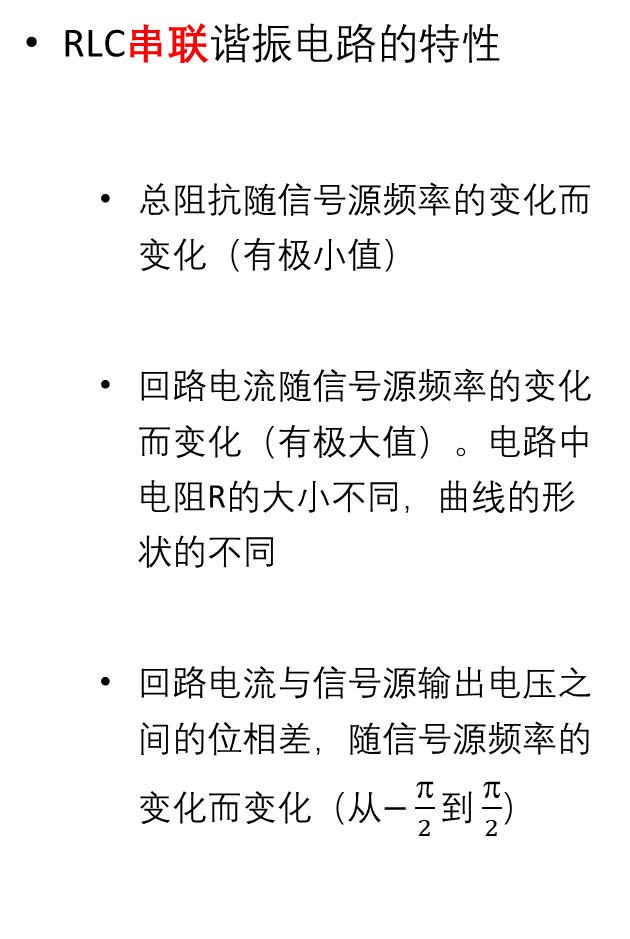 • RLC串联谐振电路的特性
• 总阻抗随信号源频率的变化而
变化（有极小值）
• 回路电流随信号源频率的变化
而变化（有极大值）。电路中
电阻R的大小不同，曲线的形
状的不同
• 回路电流与信号源输出电压之
间的位相差，随信号源频率的
变化而变化（从−π/2到π/2）